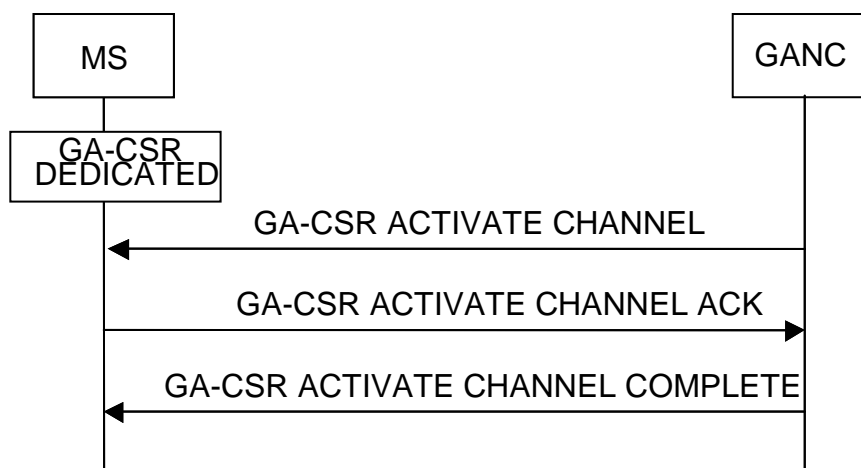 MS
GANC
GA-CSR
DEDICATED
GA-CSR ACTIVATE CHANNEL
GA-CSR ACTIVATE CHANNEL ACK
GA-CSR ACTIVATE CHANNEL COMPLETE